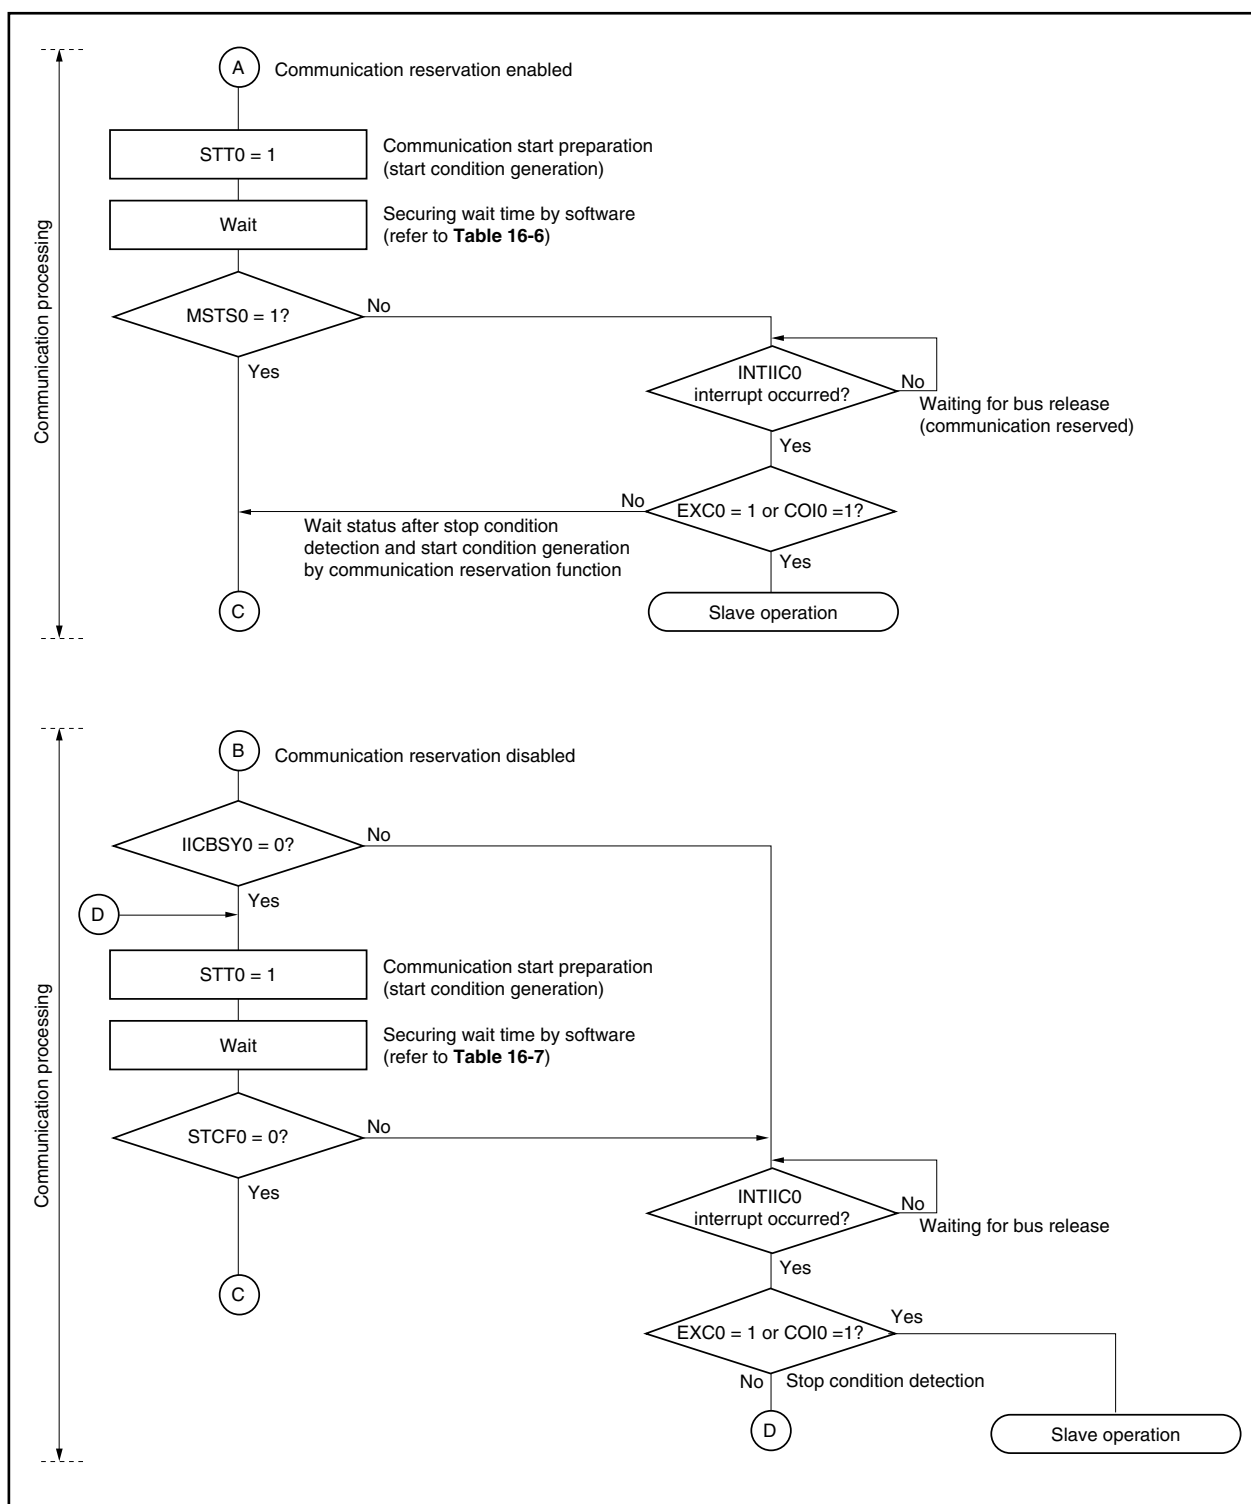 A
Communication reservation enabled
STT0 = 1
Communication start preparation
(start condition generation)
Wait
Securing wait time by software
(refer to Table 16-6)
Communication processing
MSTS0 = 1?
No
Yes
INTIIC0
interrupt occurred?
No
Waiting for bus release
(communication reserved)
Yes
EXC0 = 1 or COI0 =1?
No
Wait status after stop condition
detection and start condition generation
by communication reservation function
Yes
C
Slave operation
B
Communication reservation disabled
IICBSY0 = 0?
No
Yes
D
STT0 = 1
Communication start preparation
(start condition generation)
Wait
Securing wait time by software
(refer to Table 16-7)
Communication processing
STCF0 = 0?
No
Yes
INTIIC0
interrupt occurred?
No
Waiting for bus release
Yes
C
EXC0 = 1 or COI0 =1?
Yes
No
Stop condition detection
D
Slave operation